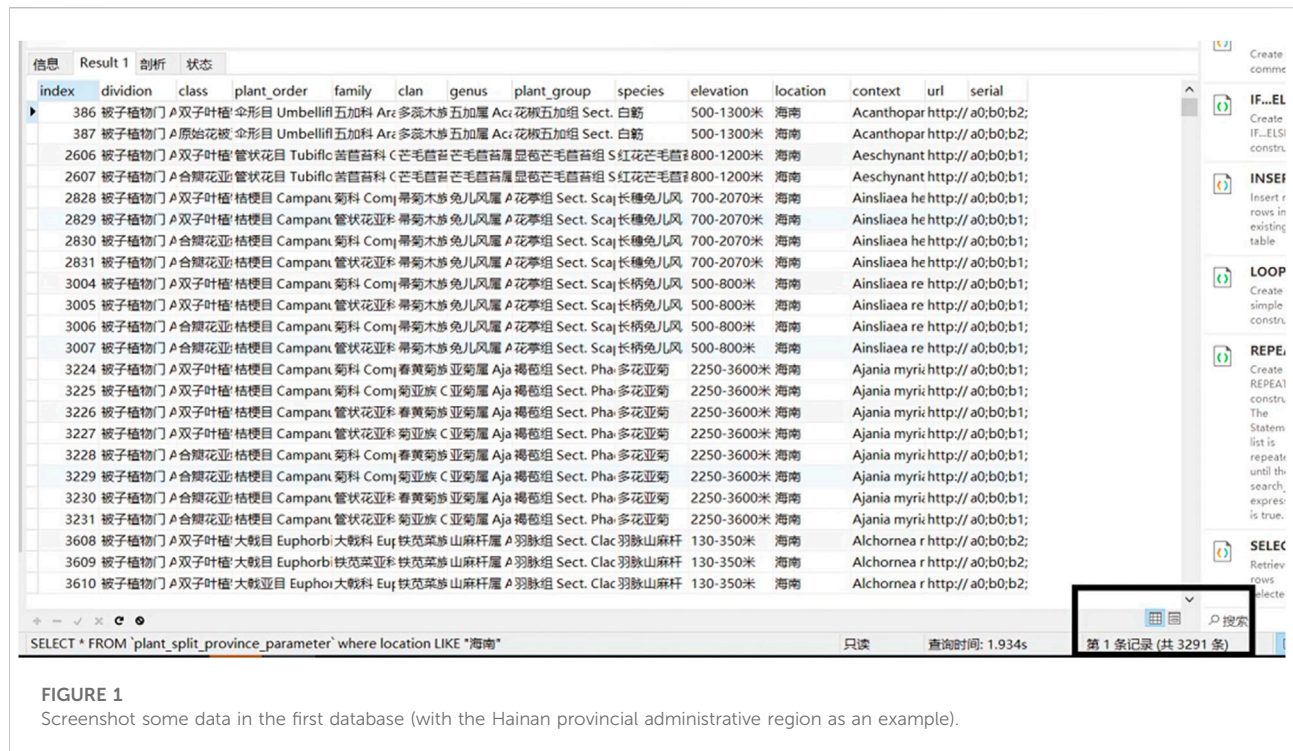 Create
comme
信息 Result 1 剖析 状态
index dividion class plant_order family clan genus plant_group species elevation location context url serial
386 被子植物门 A 双子叶植 伞形目 Umbellifl 五加科 Ara 多蕊木族 五加属 Aca 花椒五加组 Sect. 白簕 500-1300米 海南 Acanthopar http:// a0;b0;b2;
387 被子植物门 A 原始花被 伞形目 Umbellifl 五加科 Ara 多蕊木族 五加属 Aca 花椒五加组 Sect. 白簕 500-1300米 海南 Acanthopar http:// a0;b0;b2;
2606 被子植物门 A 双子叶植 管状花目 Tubiflo 苦苣苔科 芒毛苣苔 芒毛苣苔属 显苞芒毛苣苔组 S 红花芒毛苣苔 800-1200米 海南 Aeschynant http:// a0;b0;b1;
2607 被子植物门 A 合瓣花亚 管状花目 Tubiflo 苦苣苔科 芒毛苣苔 芒毛苣苔属 显苞芒毛苣苔组 S 红花芒毛苣苔 800-1200米 海南 Aeschynant http:// a0;b0;b1;
2828 被子植物门 A 双子叶植 桔梗目 Campanu 菊科 Comp 帚菊木族 兔儿风属 A 花葶组 Sect. Scap 长穗兔儿风 700-2070米 海南 Ainsliaea he http:// a0;b0;b1;
2829 被子植物门 A 双子叶植 桔梗目 Campanu 管状花亚科 帚菊木族 兔儿风属 A 花葶组 Sect. Scap 长穗兔儿风 700-2070米 海南 Ainsliaea he http:// a0;b0;b1;
2830 被子植物门 A 合瓣花亚 桔梗目 Campanu 菊科 Comp 帚菊木族 兔儿风属 A 花葶组 Sect. Scap 长穗兔儿风 700-2070米 海南 Ainsliaea he http:// a0;b0;b1;
2831 被子植物门 A 合瓣花亚 桔梗目 Campanu 管状花亚科 帚菊木族 兔儿风属 A 花葶组 Sect. Scap 长穗兔儿风 700-2070米 海南 Ainsliaea he http:// a0;b0;b1;
3004 被子植物门 A 双子叶植 桔梗目 Campanu 菊科 Comp 帚菊木族 兔儿风属 A 花葶组 Sect. Scap 长柄兔儿风 500-800米 海南 Ainsliaea re http:// a0;b0;b1;
3005 被子植物门 A 双子叶植 桔梗目 Campanu 管状花亚科 帚菊木族 兔儿风属 A 花葶组 Sect. Scap 长柄兔儿风 500-800米 海南 Ainsliaea re http:// a0;b0;b1;
3006 被子植物门 A 合瓣花亚 桔梗目 Campanu 菊科 Comp 帚菊木族 兔儿风属 A 花葶组 Sect. Scap 长柄兔儿风 500-800米 海南 Ainsliaea re http:// a0;b0;b1;
3007 被子植物门 A 合瓣花亚 桔梗目 Campanu 管状花亚科 帚菊木族 兔儿风属 A 花葶组 Sect. Scap 长柄兔儿风 500-800米 海南 Ainsliaea re http:// a0;b0;b1;
3224 被子植物门 A 双子叶植 桔梗目 Campanu 菊科 Comp 春黄菊族 亚菊属 Aja 褐苞组 Sect. Pha 多花亚菊 2250-3600米 海南 Ajania myria http:// a0;b0;b1;
3225 被子植物门 A 双子叶植 桔梗目 Campanu 菊科 Comp 菊亚族 C 亚菊属 Aja 褐苞组 Sect. Pha 多花亚菊 2250-3600米 海南 Ajania myria http:// a0;b0;b1;
3226 被子植物门 A 双子叶植 桔梗目 Campanu 管状花亚科 春黄菊族 亚菊属 Aja 褐苞组 Sect. Pha 多花亚菊 2250-3600米 海南 Ajania myria http:// a0;b0;b1;
3227 被子植物门 A 双子叶植 桔梗目 Campanu 管状花亚科 菊亚族 C 亚菊属 Aja 褐苞组 Sect. Pha 多花亚菊 2250-3600米 海南 Ajania myria http:// a0;b0;b1;
3228 被子植物门 A 合瓣花亚 桔梗目 Campanu 菊科 Comp 春黄菊族 亚菊属 Aja 褐苞组 Sect. Pha 多花亚菊 2250-3600米 海南 Ajania myria http:// a0;b0;b1;
3229 被子植物门 A 合瓣花亚 桔梗目 Campanu 菊科 Comp 菊亚族 C 亚菊属 Aja 褐苞组 Sect. Pha 多花亚菊 2250-3600米 海南 Ajania myria http:// a0;b0;b1;
3230 被子植物门 A 合瓣花亚 桔梗目 Campanu 管状花亚科 春黄菊族 亚菊属 Aja 褐苞组 Sect. Pha 多花亚菊 2250-3600米 海南 Ajania myria http:// a0;b0;b1;
3231 被子植物门 A 合瓣花亚 桔梗目 Campanu 管状花亚科 菊亚族 C 亚菊属 Aja 褐苞组 Sect. Pha 多花亚菊 2250-3600米 海南 Ajania myria http:// a0;b0;b1;
3608 被子植物门 A 双子叶植 大戟目 Euphorbi 大戟科 Eup 铁苋菜族 山麻杆属 A 羽脉组 Sect. Clac 羽脉山麻杆 130-350米 海南 Alchornea r http:// a0;b0;b2;
3609 被子植物门 A 双子叶植 大戟目 Euphorbi 铁苋菜亚科 铁苋菜族 山麻杆属 A 羽脉组 Sect. Clac 羽脉山麻杆 130-350米 海南 Alchornea r http:// a0;b0;b2;
3610 被子植物门 A 双子叶植 大戟亚目 Euphor 大戟科 Eup 铁苋菜族 山麻杆属 A 羽脉组 Sect. Clac 羽脉山麻杆 130-350米 海南 Alchornea r http:// a0;b0;b2;
IF...EL
Create
IF...ELSE
constru
INSER
Insert r
rows in
existing
table
LOOP
Create
simple
constru
REPEA
Create
REPEAT
constru
The
Statem
list is
repeate
until the
search_
express
is true.
SELEC
Retriev
rows
selecte
搜索
SELECT * FROM `plant_split_province_parameter` where location LIKE "海南" 只读 查询时间: 1.934s 第 1 条记录 (共 3291 条)
FIGURE 1
Screenshot some data in the first database (with the Hainan provincial administrative region as an example).